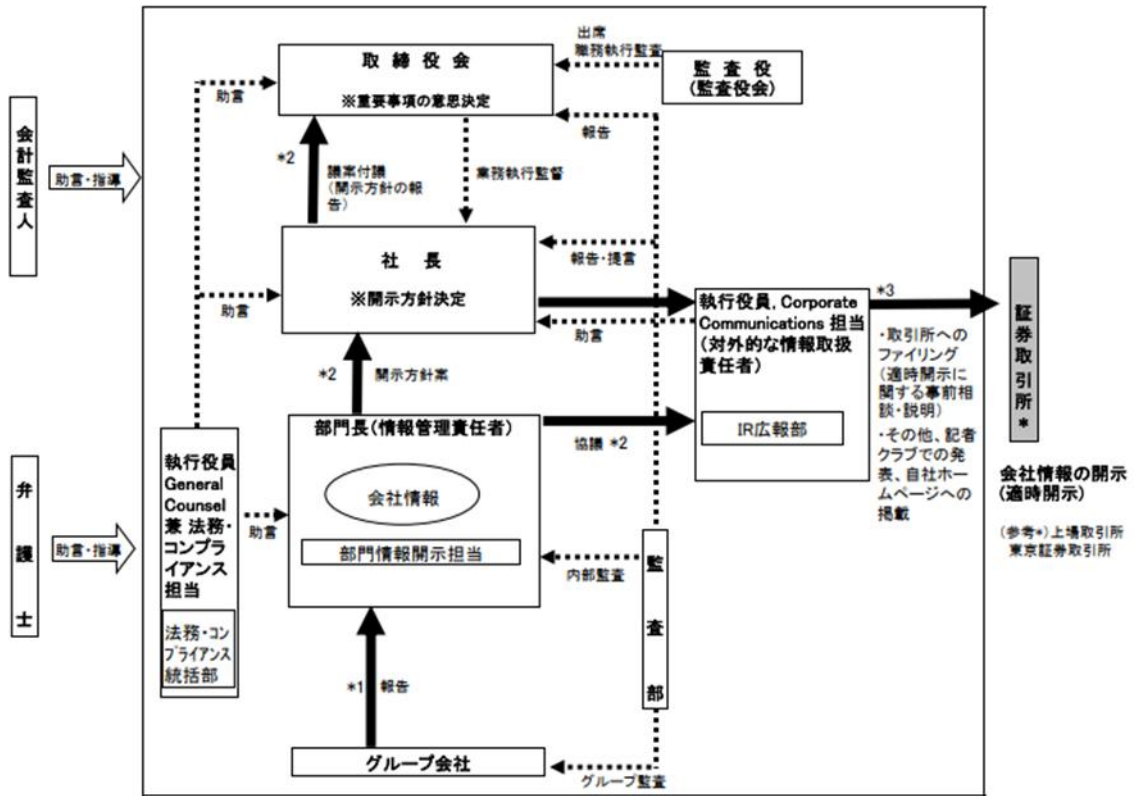 取締役会
※重要事項の意思決定
出席
職務執行監査
監査役
(監査役会)
助言
報告
会計監査人
助言・指導
*2
議案付議
(開示方針の報
告)
業務執行監督
社長
※開示方針決定
報告・提言
助言
助言
執行役員, Corporate
Communications 担当
(対外的な情報取扱
責任者)
IR広報部
*3
・取引所への
ファイリング
(適時開示に
関する事前相
談・説明)
・その他、記者
クラブでの発
表、自社ホー
ムページへの
掲載
証券取引所*
会社情報の開示
(適時開示)
(参考*)上場取引所
東京証券取引所
*2
開示方針案
部門長(情報管理責任者)
会社情報
部門情報開示担当
協議 *2
弁護士
助言・指導
執行役員
General
Counsel
兼 法務・
コンプラ
イアンス
担当
法務・コン
プライアンス
統括部
助言
内部監査
監査部
*1
報告
グループ会社
グループ監査